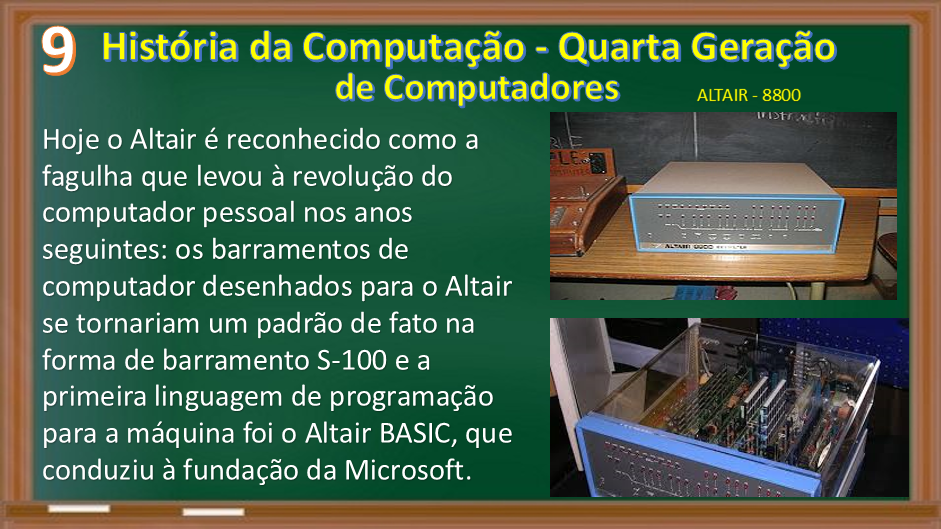 9
História da Computação - Quarta Geração
de Computadores
ALTAIR - 8800
Hoje o Altair é reconhecido como a
fagulha que levou à revolução do
computador pessoal nos anos
seguintes: os barramentos de
computador desenhados para o Altair
se tornariam um padrão de fato na
forma de barramento S-100 e a
primeira linguagem de programação
para a máquina foi o Altair BASIC, que
conduziu à fundação da Microsoft.
ALTAIR 8800